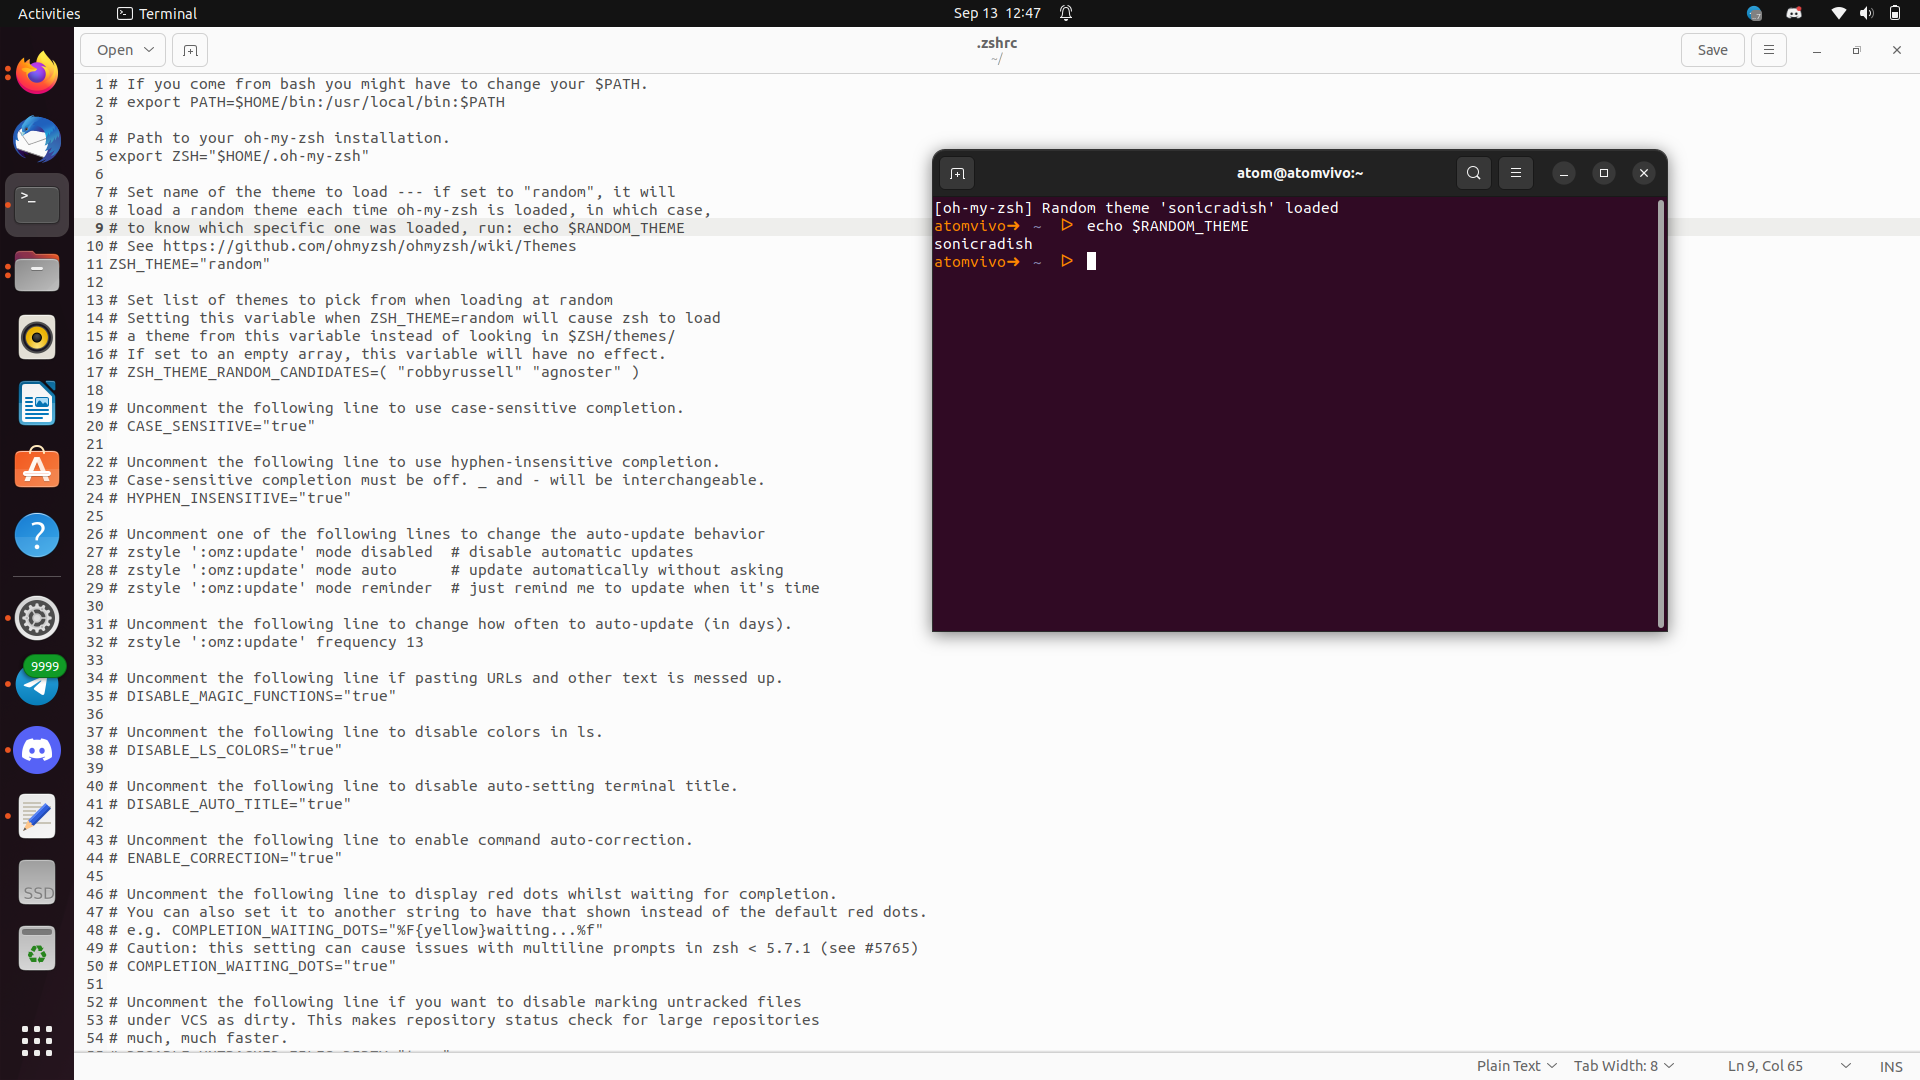 Activities
Terminal
Sep 13 12:47
Open
.zshrc
~/
Save
1 # If you come from bash you might have to change your $PATH.
2 # export PATH=$HOME/bin:/usr/local/bin:$PATH
3
4 # Path to your oh-my-zsh installation.
5 export ZSH="$HOME/.oh-my-zsh"
6
7 # Set name of the theme to load --- if set to "random", it will
8 # load a random theme each time oh-my-zsh is loaded, in which case,
9 # to know which specific one was loaded, run: echo $RANDOM_THEME
10 # See https://github.com/ohmyzsh/ohmyzsh/wiki/Themes
11 ZSH_THEME="random"
12
13 # Set list of themes to pick from when loading at random
14 # Setting this variable when ZSH_THEME=random will cause zsh to load
15 # a theme from this variable instead of looking in $ZSH/themes/
16 # If set to an empty array, this variable will have no effect.
17 # ZSH_THEME_RANDOM_CANDIDATES=( "robbyrussell" "agnoster" )
18
19 # Uncomment the following line to use case-sensitive completion.
20 # CASE_SENSITIVE="true"
21
22 # Uncomment the following line to use hyphen-insensitive completion.
23 # Case-sensitive completion must be off. _ and - will be interchangeable.
24 # HYPHEN_INSENSITIVE="true"
25
26 # Uncomment one of the following lines to change the auto-update behavior
27 # zstyle ':omz:update' mode disabled  # disable automatic updates
28 # zstyle ':omz:update' mode auto      # update automatically without asking
29 # zstyle ':omz:update' mode reminder  # just remind me to update when it's time
30
31 # Uncomment the following line to change how often to auto-update (in days).
32 # zstyle ':omz:update' frequency 13
33
34 # Uncomment the following line if pasting URLs and other text is messed up.
35 # DISABLE_MAGIC_FUNCTIONS="true"
36
37 # Uncomment the following line to disable colors in ls.
38 # DISABLE_LS_COLORS="true"
39
40 # Uncomment the following line to disable auto-setting terminal title.
41 # DISABLE_AUTO_TITLE="true"
42
43 # Uncomment the following line to enable command auto-correction.
44 # ENABLE_CORRECTION="true"
45
46 # Uncomment the following line to display red dots whilst waiting for completion.
47 # You can also set it to another string to have that shown instead of the default red dots.
48 # e.g. COMPLETION_WAITING_DOTS="%F{yellow}waiting...%f"
49 # Caution: this setting can cause issues with multiline prompts in zsh < 5.7.1 (see #5765)
50 # COMPLETION_WAITING_DOTS="true"
51
52 # Uncomment the following line if you want to disable marking untracked files
53 # under VCS as dirty. This makes repository status check for large repositories
54 # much, much faster.
atom@atomvivo:~
[oh-my-zsh] Random theme 'sonicradish' loaded
atomvivo➜ ~ ᐅ echo $RANDOM_THEME
sonicradish
atomvivo➜ ~ ᐅ
9999
SSD
Plain Text
Tab Width: 8
Ln 9, Col 65
INS